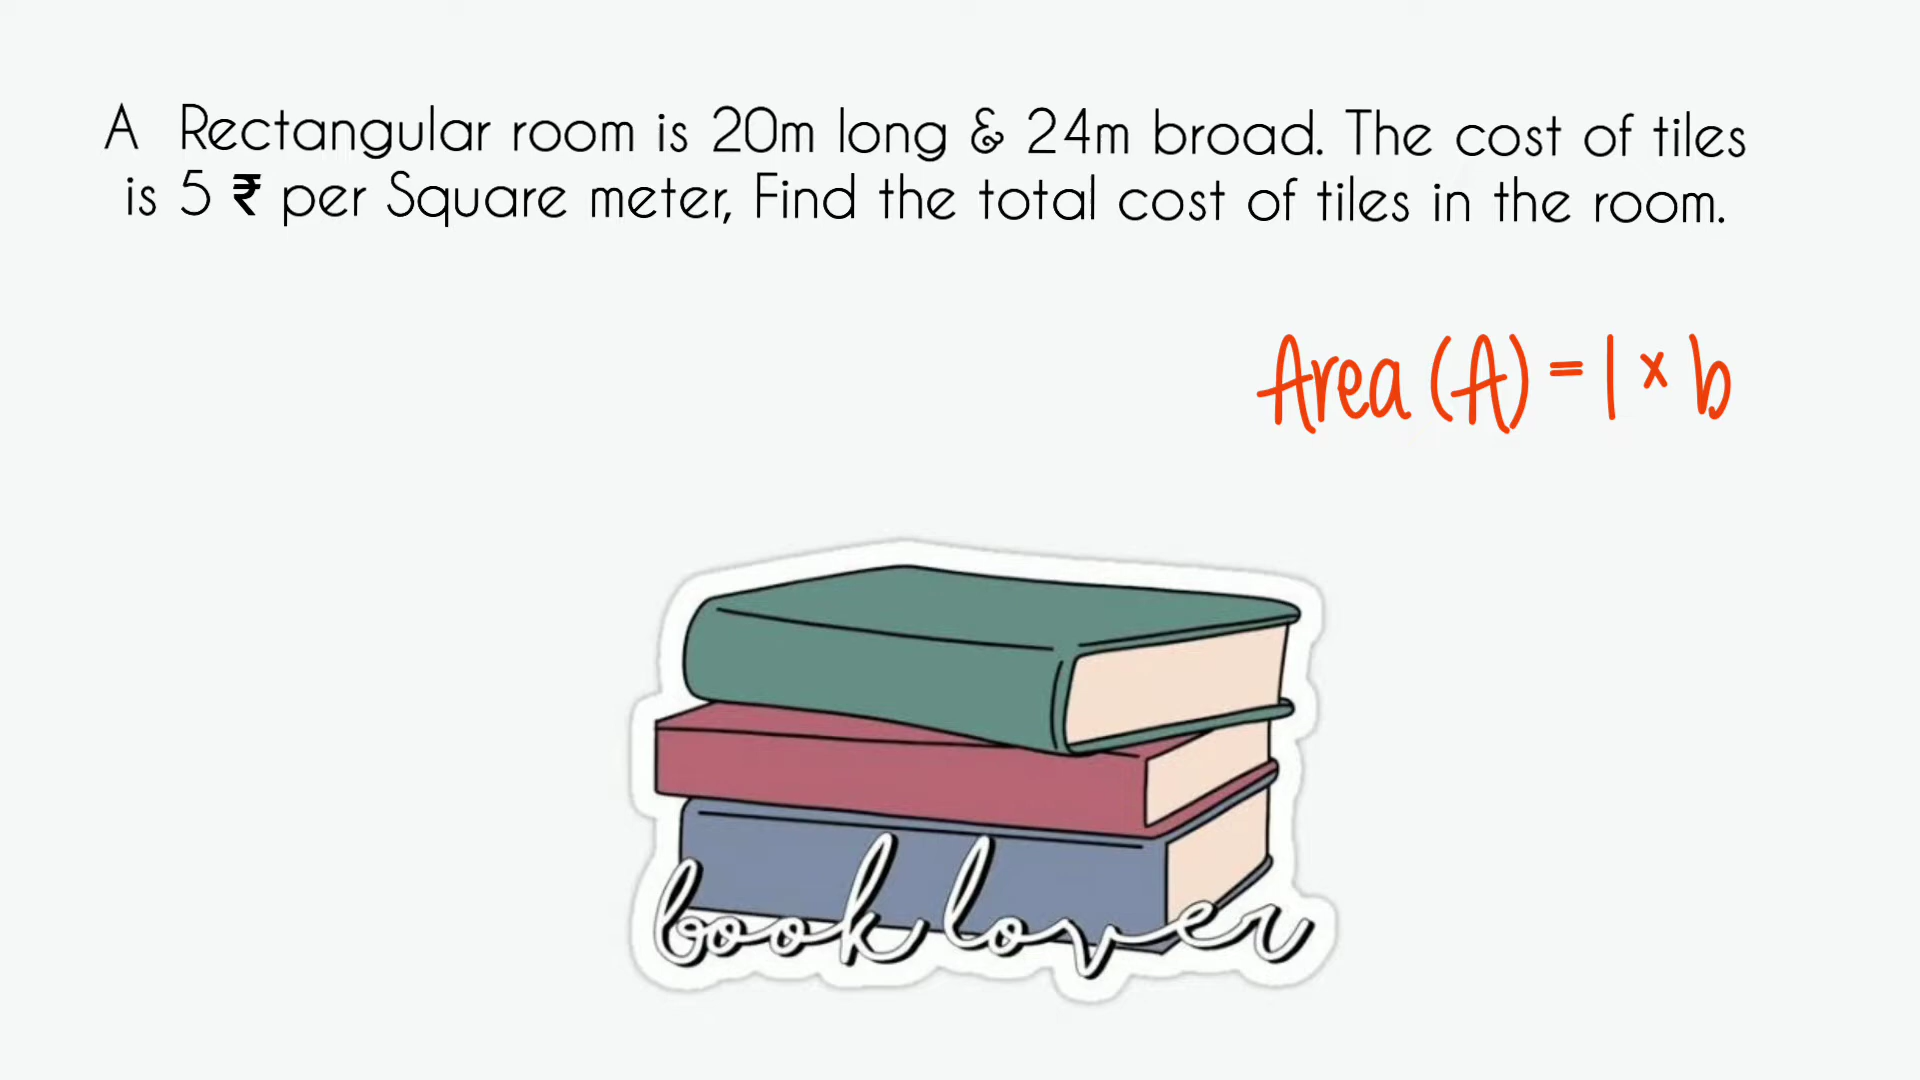 A Rectangular room is 20m long & 24m broad. The cost of tiles
is 5 ₹ per Square meter, Find the total cost of tiles in the room.
Area (A) = l × b
book lover